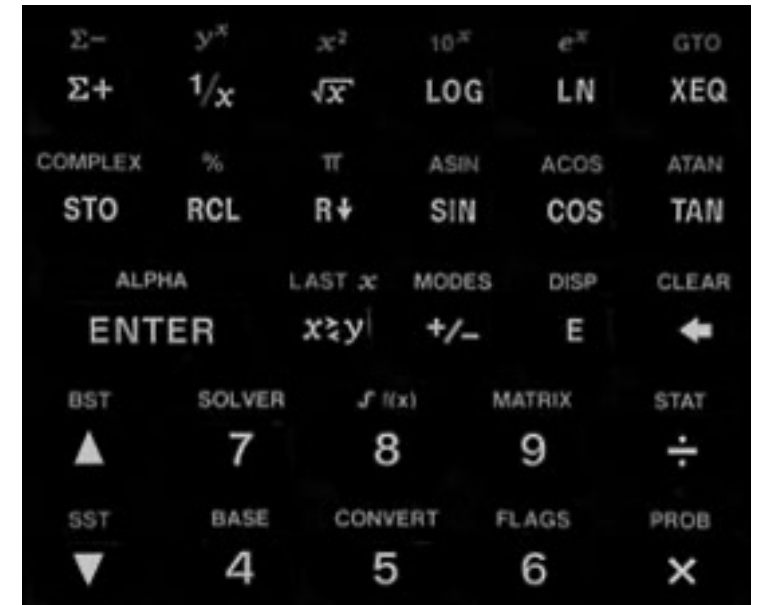 Σ− yˣ x² 10ˣ eˣ GTO
Σ+ 1/x √x LOG LN XEQ
COMPLEX % π ASIN ACOS ATAN
STO RCL R↓ SIN COS TAN
ALPHA LAST x MODES DISP CLEAR
ENTER x≷y +/− E ←
BST SOLVER ∫f(x) MATRIX STAT
▲ 7 8 9 ÷
SST BASE CONVERT FLAGS PROB
▼ 4 5 6 ×